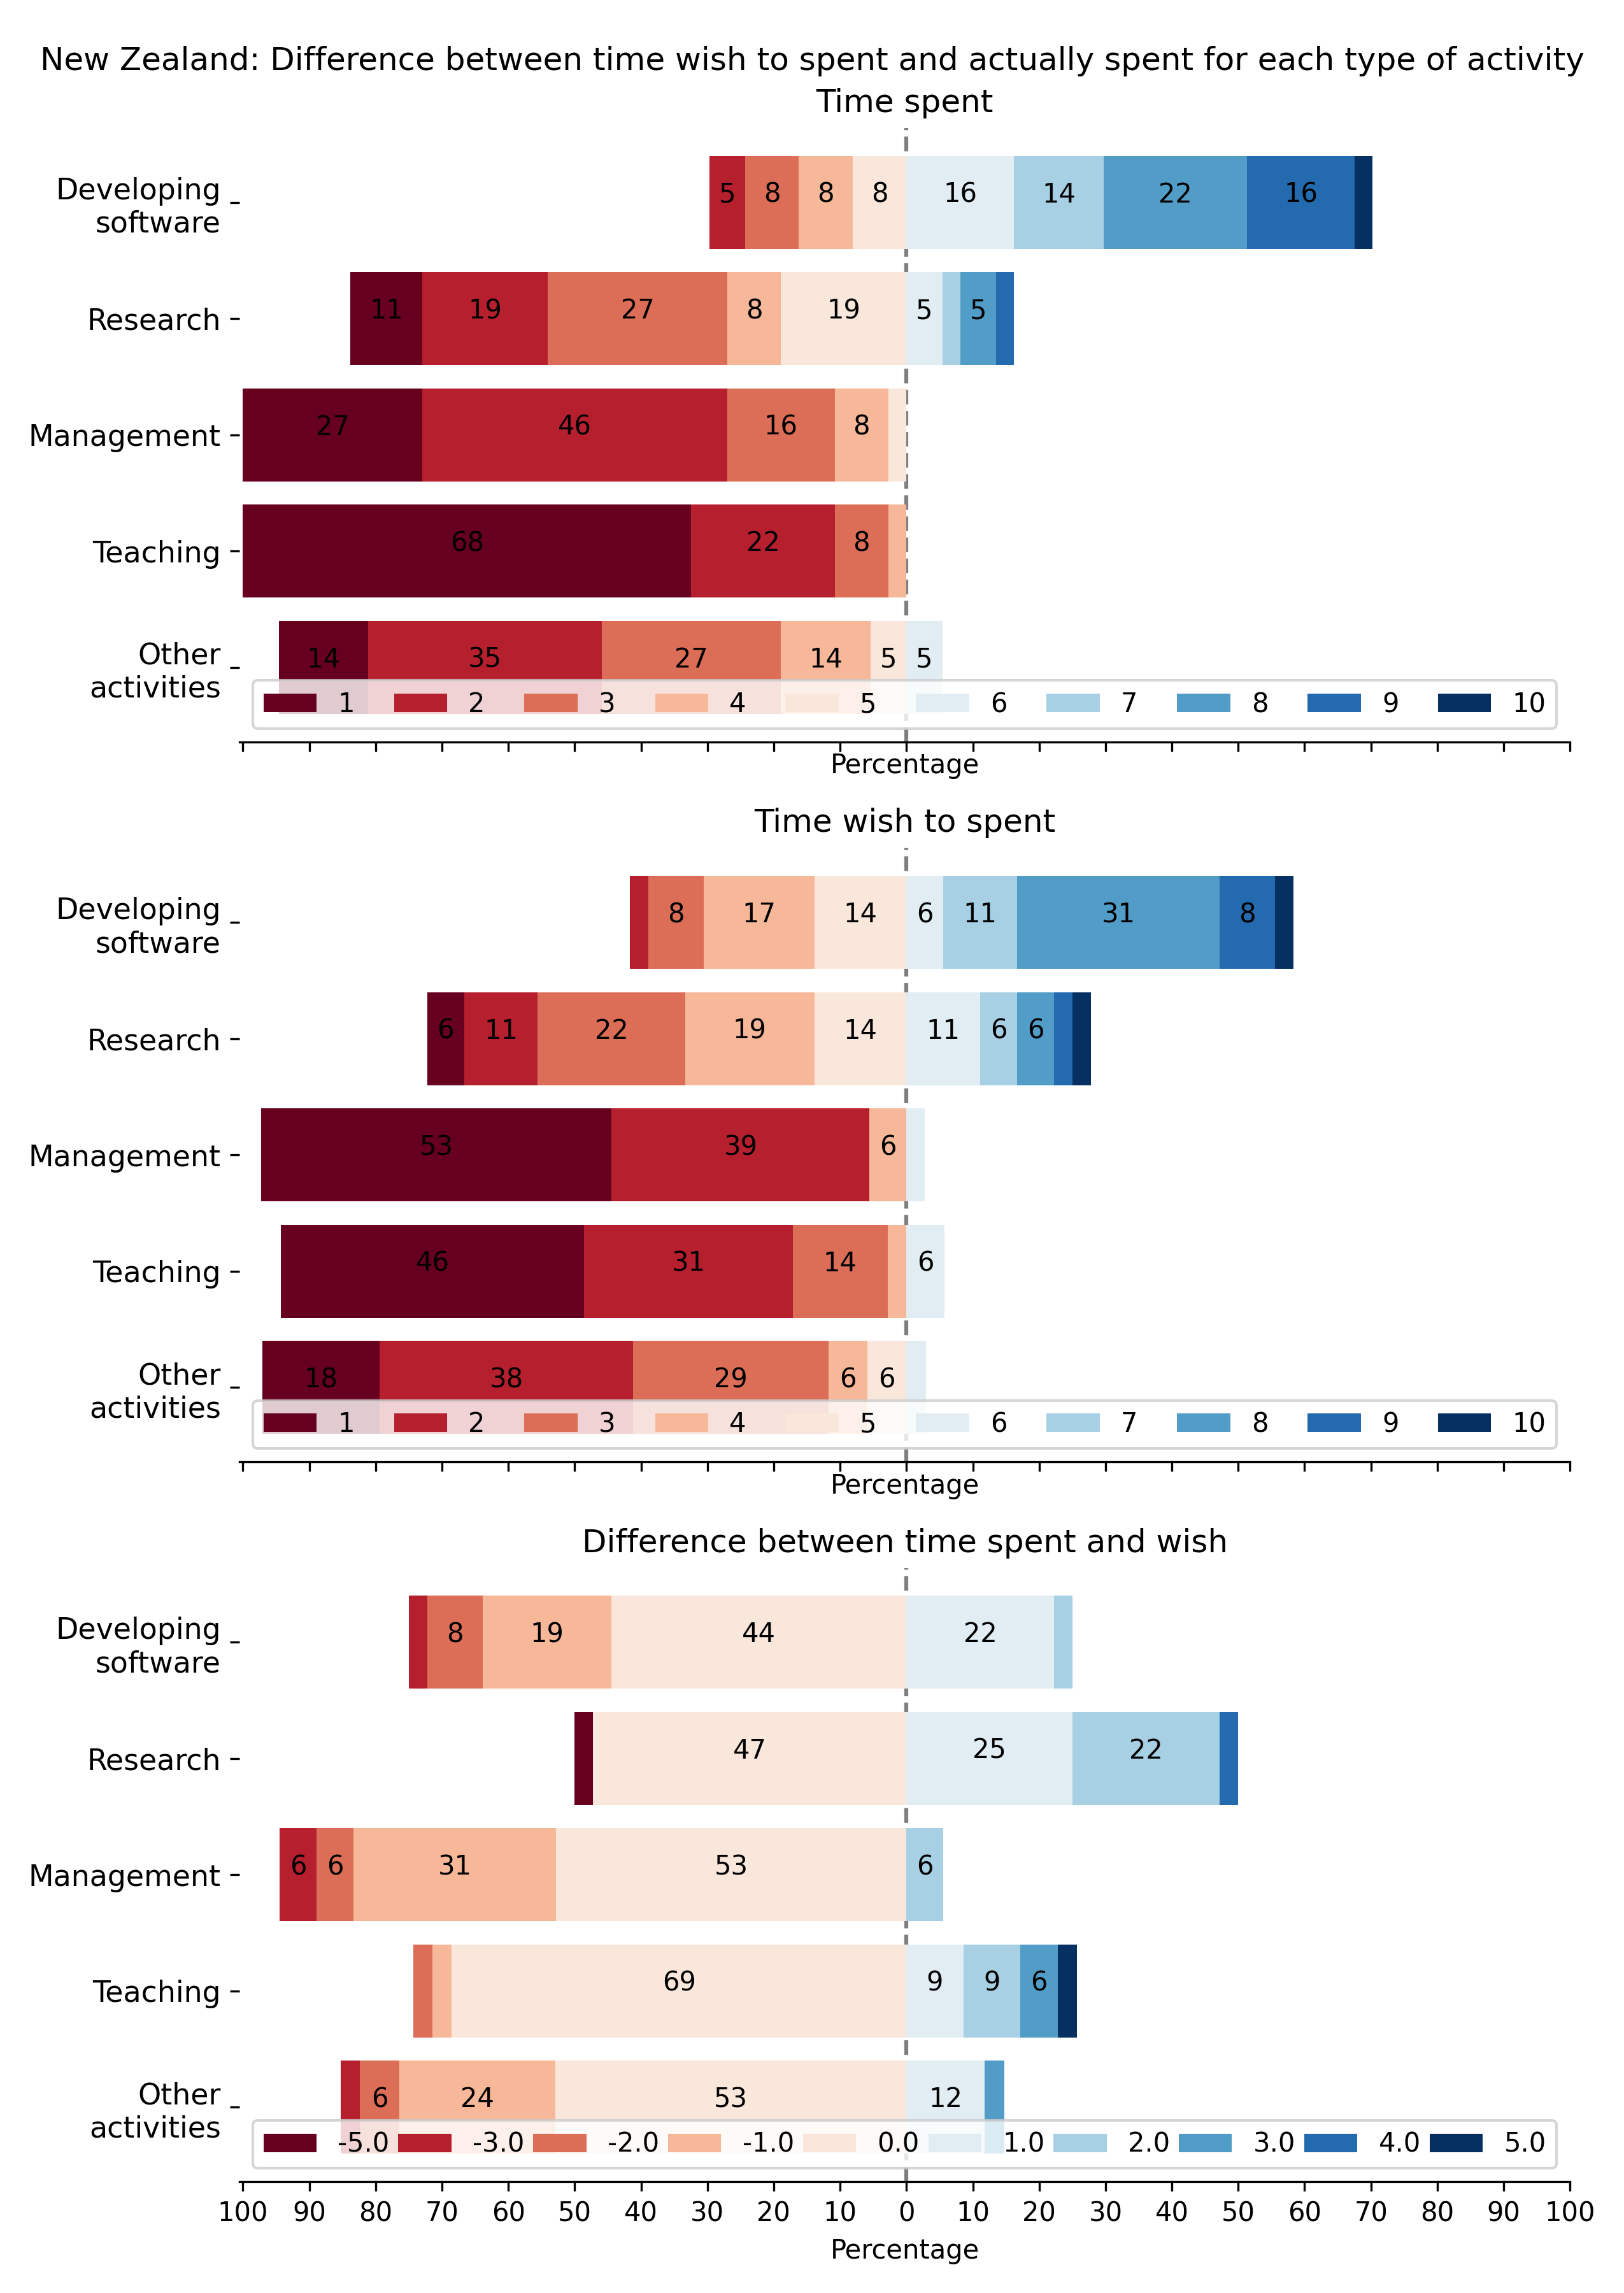 New Zealand: Difference between time wish to spent and actually spent for each type of activity
Time spent
Developing
software
5 8 8 8 16 14 22 16
Research
11 19 27 8 19 5 5
Management
27 46 16 8
Teaching
68 22 8
Other
activities
14 35 27 14 5 5
1 2 3 4 5 6 7 8 9 10
Percentage
Time wish to spent
Developing
software
8 17 14 6 11 31 8
Research
6 11 22 19 14 11 6 6
Management
53 39 6
Teaching
46 31 14 6
Other
activities
18 38 29 6 6
1 2 3 4 5 6 7 8 9 10
Percentage
Difference between time spent and wish
Developing
software
8 19 44 22
Research
47 25 22
Management
6 6 31 53 6
Teaching
69 9 9 6
Other
activities
6 24 53 12
-5.0 -3.0 -2.0 -1.0 0.0 1.0 2.0 3.0 4.0 5.0
100 90 80 70 60 50 40 30 20 10 0 10 20 30 40 50 60 70 80 90 100
Percentage